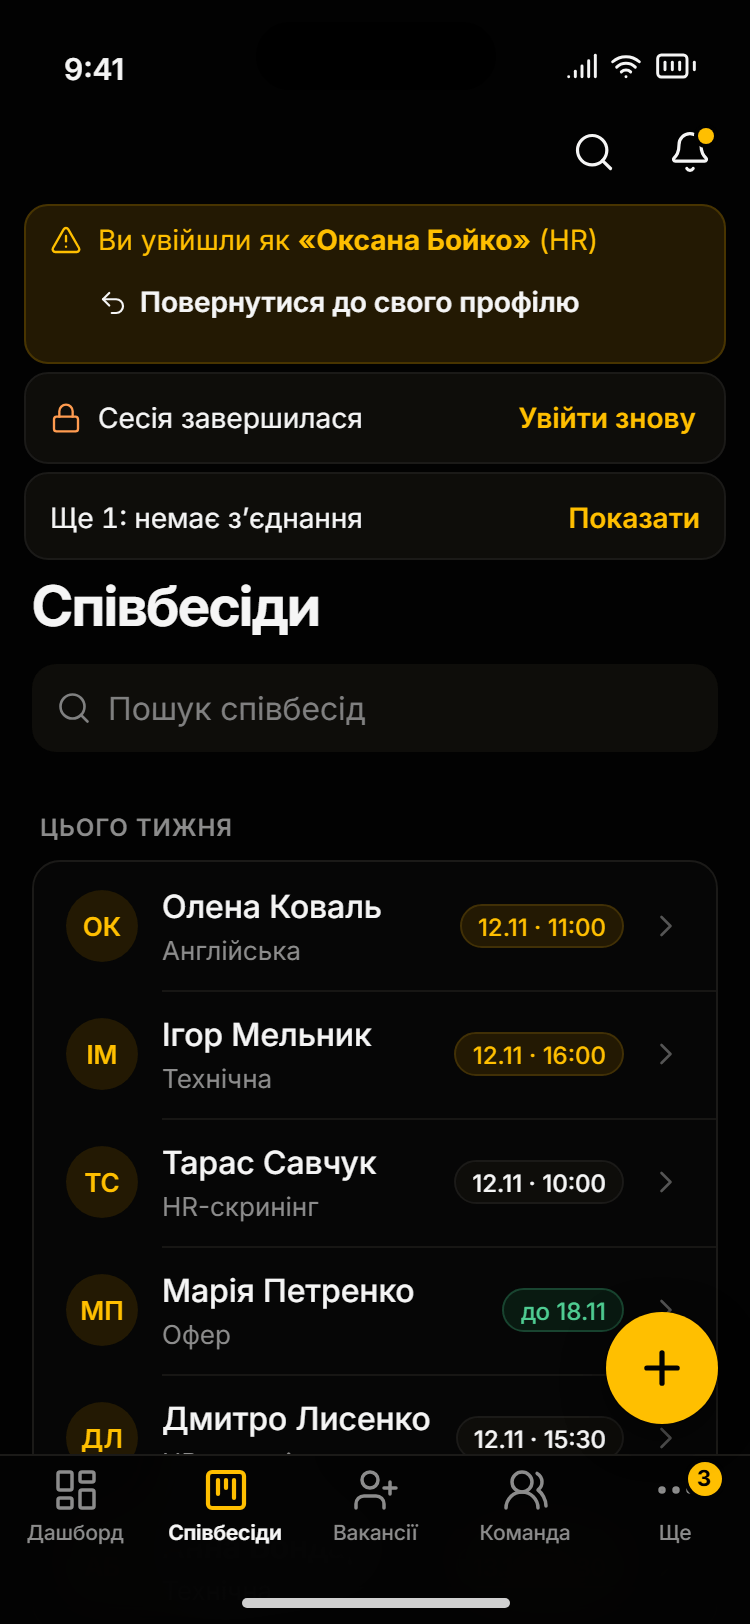 9:41
Ви увійшли як «Оксана Бойко» (HR)
Повернутися до свого профілю
Сесія завершилася
Увійти знову
Ще 1: немає з’єднання
Показати
Співбесіди
Пошук співбесід
ЦЬОГО ТИЖНЯ
ОК
Олена Коваль
12.11 · 11:00
Англійська
ІМ
Ігор Мельник
12.11 · 16:00
Технічна
ТС
Тарас Савчук
12.11 · 10:00
HR-скринінг
МП
Марія Петренко
до 18.11
Офер
ДЛ
Дмитро Лисенко
12.11 · 15:30
3
Дашборд
Співбесіди
Вакансії
Команда
Ще